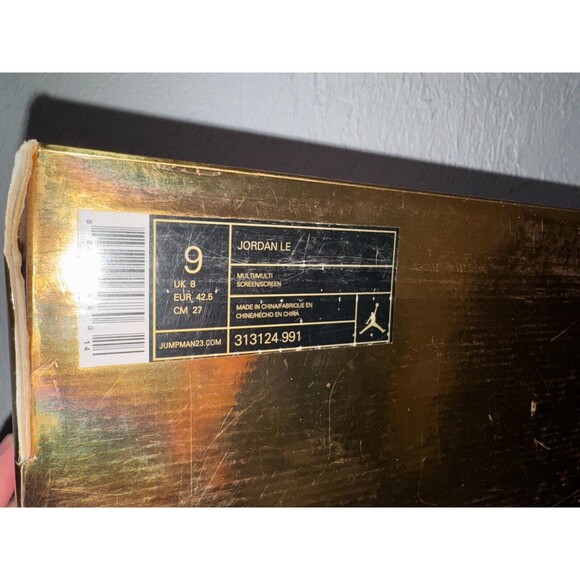 9
UK 8
EUR 42.5
CM 27
JUMPMAN23.COM
JORDAN LE
MULTI/MULTI
SCREEN/SCREEN
MADE IN CHINA/FABRIQUE EN
CHINE/HECHO EN CHINA
313124 991